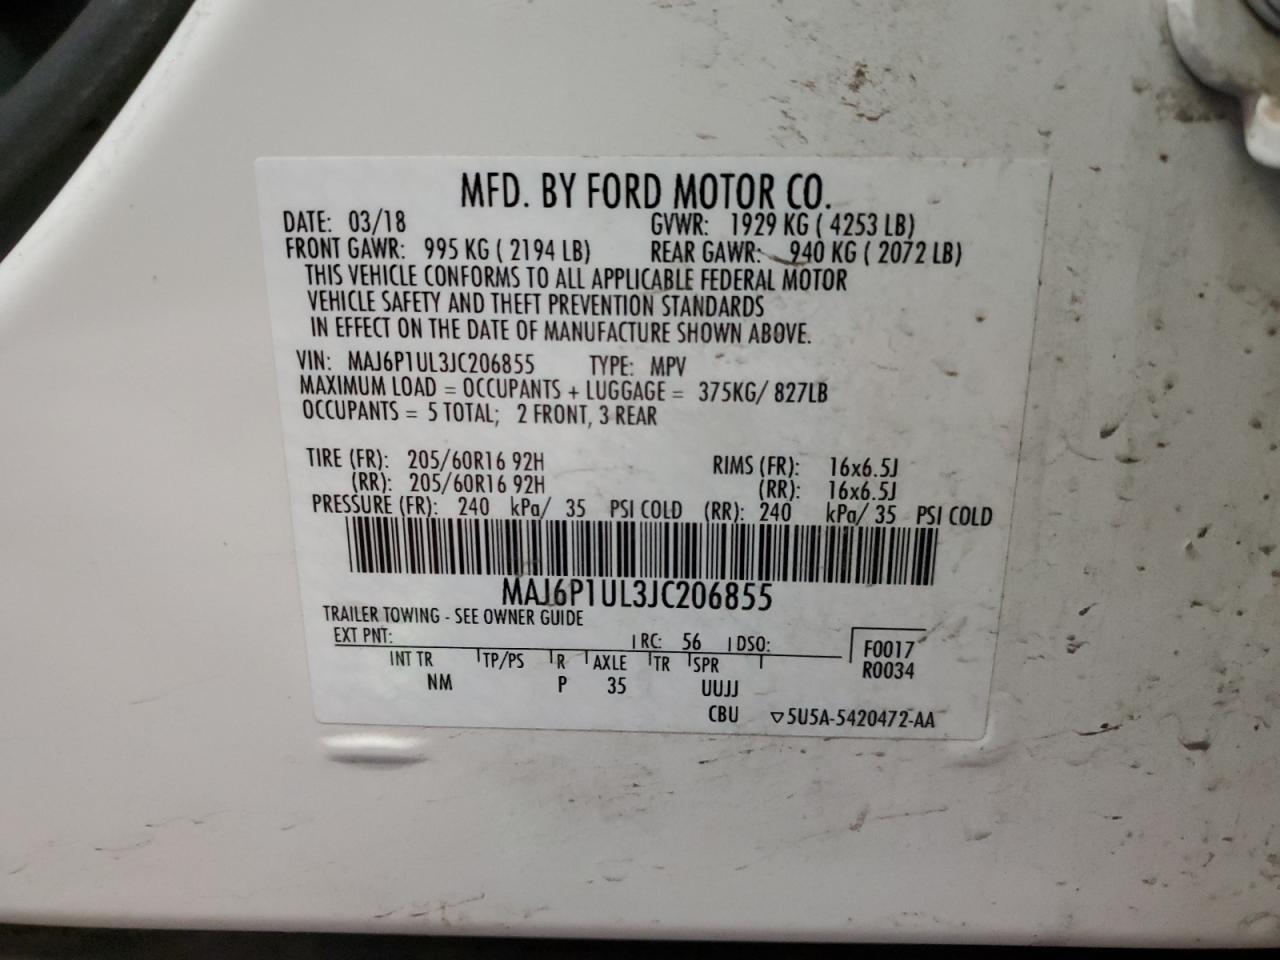 MFD. BY FORD MOTOR CO.
DATE: 03/18 GVWR: 1929 KG ( 4253 LB)
FRONT GAWR: 995 KG ( 2194 LB) REAR GAWR: 940 KG ( 2072 LB)
THIS VEHICLE CONFORMS TO ALL APPLICABLE FEDERAL MOTOR
VEHICLE SAFETY AND THEFT PREVENTION STANDARDS
IN EFFECT ON THE DATE OF MANUFACTURE SHOWN ABOVE.
VIN: MAJ6P1UL3JC206855 TYPE: MPV
MAXIMUM LOAD = OCCUPANTS + LUGGAGE = 375KG/ 827LB
OCCUPANTS = 5 TOTAL; 2 FRONT, 3 REAR
TIRE (FR): 205/60R16 92H RIMS (FR): 16x6.5J
(RR): 205/60R16 92H (RR): 16x6.5J
PRESSURE (FR): 240 kPa/ 35 PSI COLD (RR): 240 kPa/ 35 PSI COLD
MAJ6P1UL3JC206855
TRAILER TOWING - SEE OWNER GUIDE
EXT PNT: RC: 56 DSO: F0017
INT TR TP/PS R AXLE TR SPR R0034
NM P 35 UUJJ
CBU ▽5U5A-5420472-AA